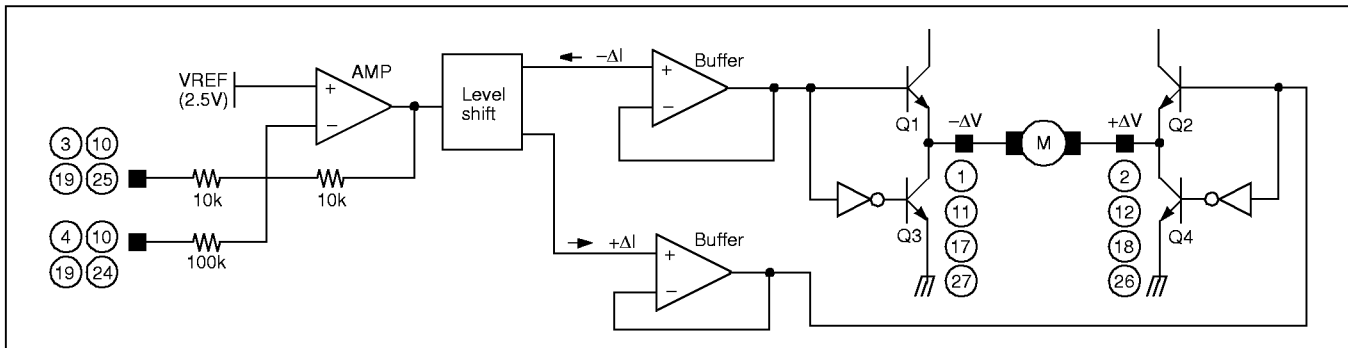 VREF
(2.5V)
AMP
+
−
Level
shift
−ΔI
+ΔI
Buffer
+
−
Buffer
+
−
3 10
19 25
10k
10k
4 10
19 24
100k
Q1
Q3
−ΔV
M
+ΔV
Q2
Q4
1
11
17
27
2
12
18
26